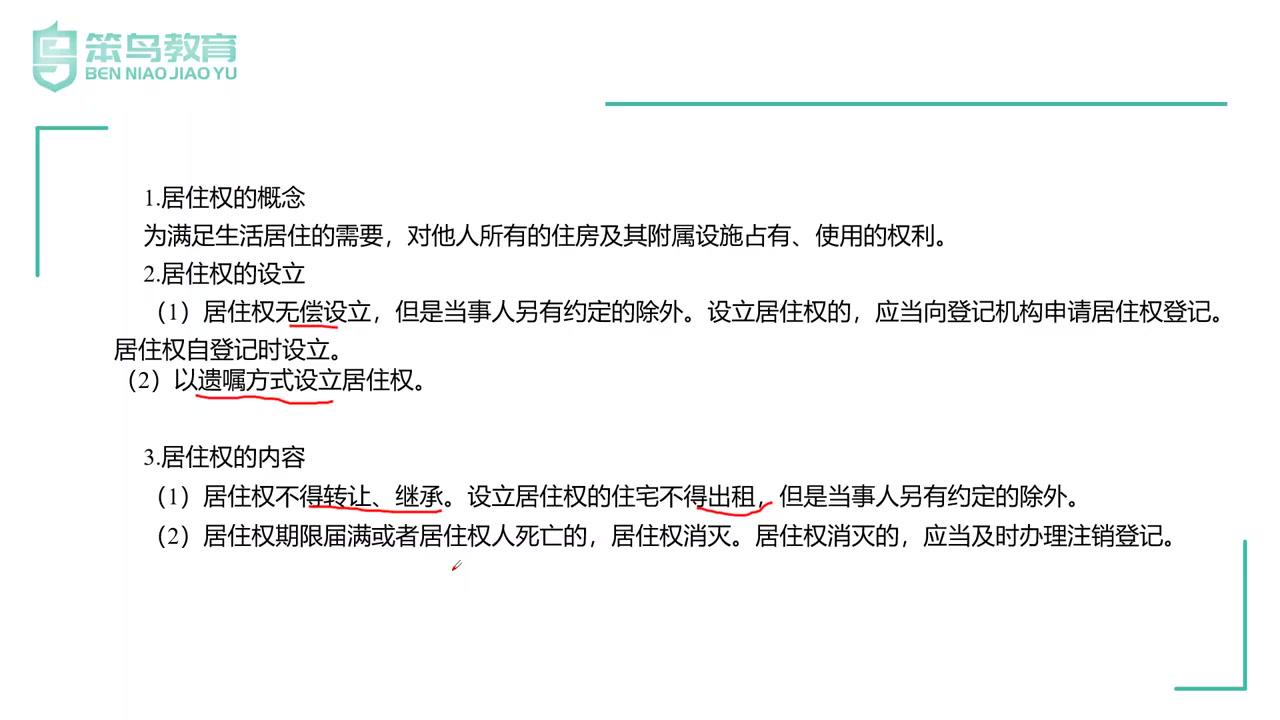 笨鸟教育
BEN NIAO JIAO YU
1.居住权的概念
为满足生活居住的需要，对他人所有的住房及其附属设施占有、使用的权利。
2.居住权的设立
（1）居住权无偿设立，但是当事人另有约定的除外。设立居住权的，应当向登记机构申请居住权登记。
居住权自登记时设立。
（2）以遗嘱方式设立居住权。
3.居住权的内容
（1）居住权不得转让、继承。设立居住权的住宅不得出租，但是当事人另有约定的除外。
（2）居住权期限届满或者居住权人死亡的，居住权消灭。居住权消灭的，应当及时办理注销登记。